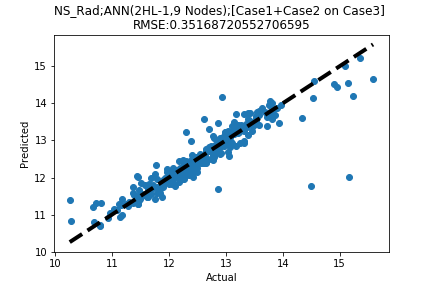 NS_Rad;ANN(2HL-1,9 Nodes);[Case1+Case2 on Case3]
RMSE:0.35168720552706595
Predicted
15
14
13
12
11
10
10 11 12 13 14 15
Actual